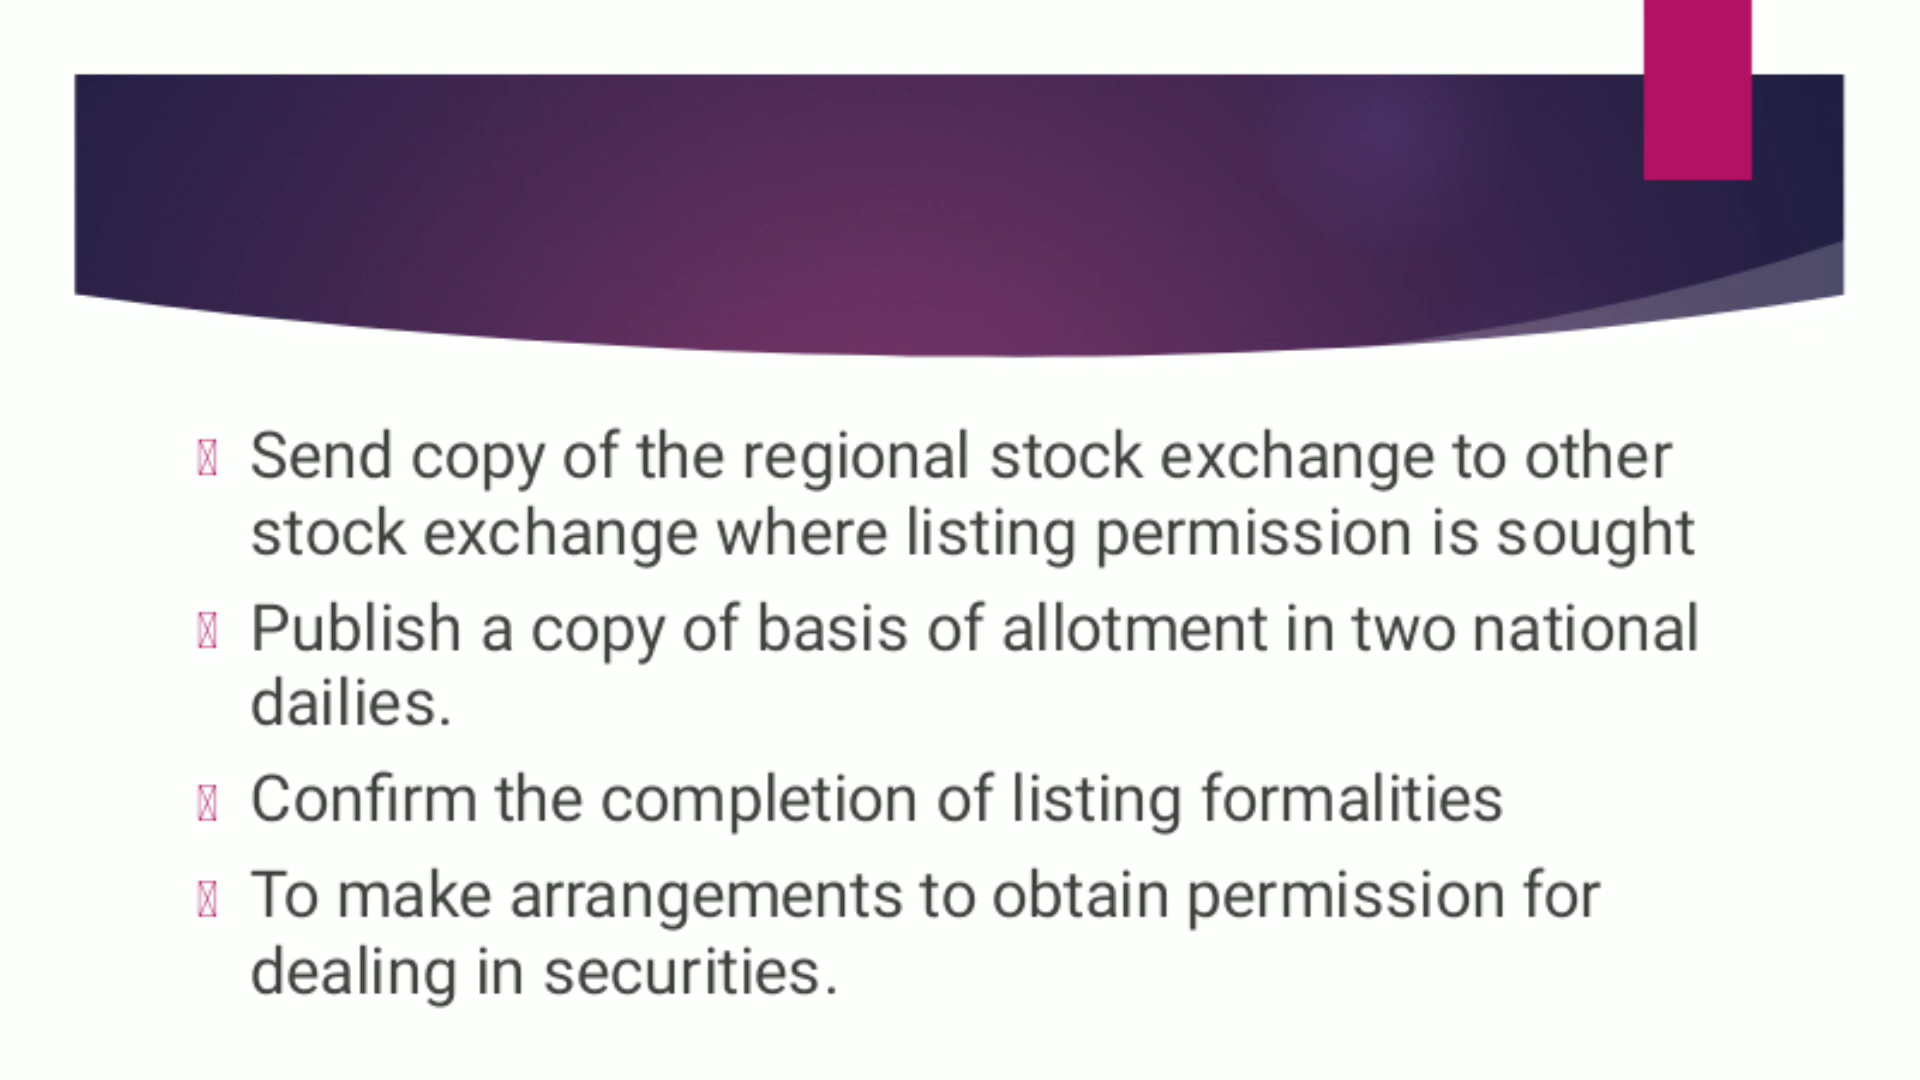 Send copy of the regional stock exchange to other
stock exchange where listing permission is sought
Publish a copy of basis of allotment in two national
dailies.
Confirm the completion of listing formalities
To make arrangements to obtain permission for
dealing in securities.